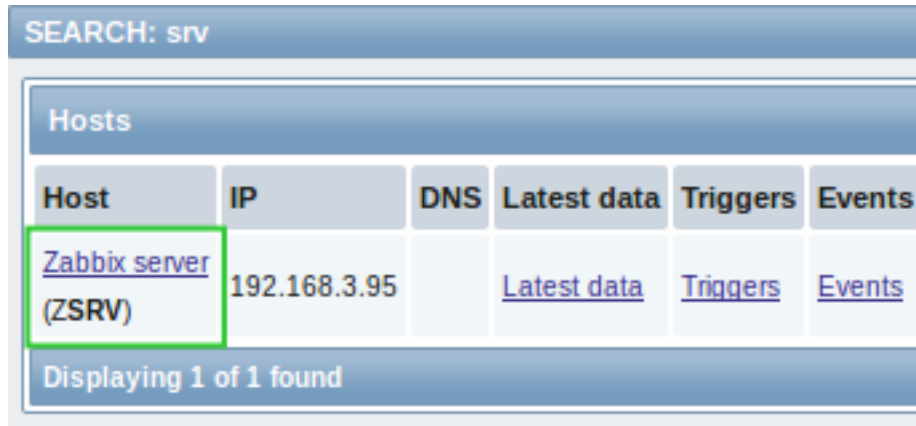 SEARCH: srv
Hosts
Host IP DNS Latest data Triggers Events
Zabbix server
(ZSRV)
192.168.3.95 Latest data Triggers Events
Displaying 1 of 1 found